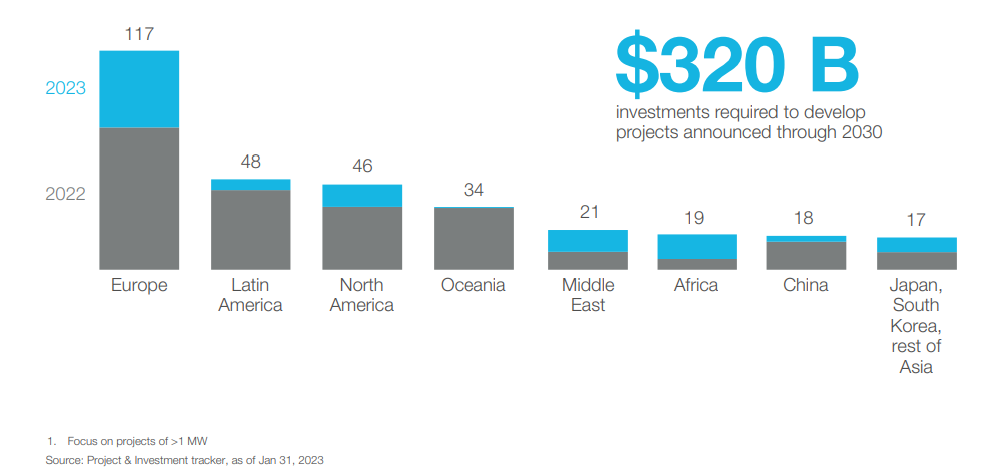 117
$320 B
investments required to develop
projects announced through 2030
2023
2022
48
46
34
21
19
18
17
Europe
Latin
America
North
America
Oceania
Middle
East
Africa
China
Japan,
South
Korea,
rest of
Asia
1. Focus on projects of >1 MW
Source: Project & Investment tracker, as of Jan 31, 2023